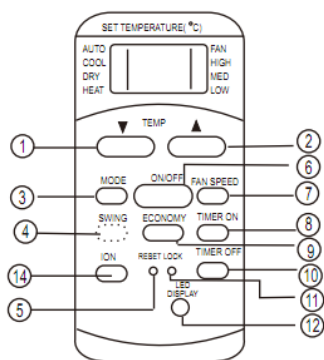 SET TEMPERATURE(°C)
AUTO FAN
COOL HIGH
DRY MED
HEAT LOW
▼ TEMP ▲
1 2
ON/OFF 6
MODE FAN SPEED
3 7
SWING ECONOMY TIMER ON
4 8
9
ION RESET LOCK TIMER OFF
14 10
5 LED 11
DISPLAY
12